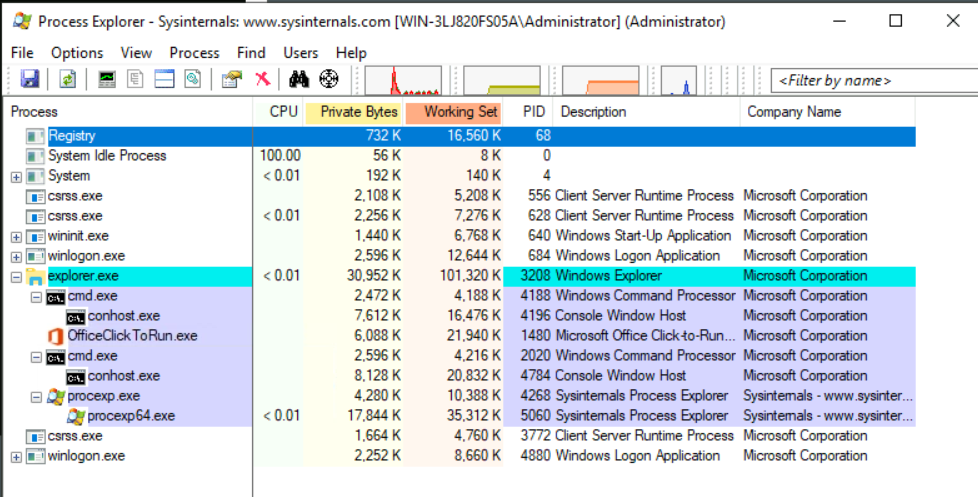 Process Explorer - Sysinternals: www.sysinternals.com [WIN-3LJ820FS05A\Administrator] (Administrator)
File Options View Process Find Users Help
<Filter by name>
Process CPU Private Bytes Working Set PID Description Company Name
Registry 732 K 16,560 K 68
System Idle Process 100.00 56 K 8 K 0
System < 0.01 192 K 140 K 4
csrss.exe 2,108 K 5,208 K 556 Client Server Runtime Process Microsoft Corporation
csrss.exe < 0.01 2,256 K 7,276 K 628 Client Server Runtime Process Microsoft Corporation
wininit.exe 1,440 K 6,768 K 640 Windows Start-Up Application Microsoft Corporation
winlogon.exe 2,596 K 12,644 K 684 Windows Logon Application Microsoft Corporation
explorer.exe < 0.01 30,952 K 101,320 K 3208 Windows Explorer Microsoft Corporation
cmd.exe 2,472 K 4,188 K 4188 Windows Command Processor Microsoft Corporation
conhost.exe 7,612 K 16,476 K 4196 Console Window Host Microsoft Corporation
OfficeClickToRun.exe 6,088 K 21,940 K 1480 Microsoft Office Click-to-Run... Microsoft Corporation
cmd.exe 2,596 K 4,216 K 2020 Windows Command Processor Microsoft Corporation
conhost.exe 8,128 K 20,832 K 4784 Console Window Host Microsoft Corporation
procexp.exe 4,280 K 10,388 K 4268 Sysinternals Process Explorer Sysinternals - www.sysinter...
procexp64.exe < 0.01 17,844 K 35,312 K 5060 Sysinternals Process Explorer Sysinternals - www.sysinter...
csrss.exe 1,664 K 4,760 K 3772 Client Server Runtime Process Microsoft Corporation
winlogon.exe 2,252 K 8,660 K 4880 Windows Logon Application Microsoft Corporation